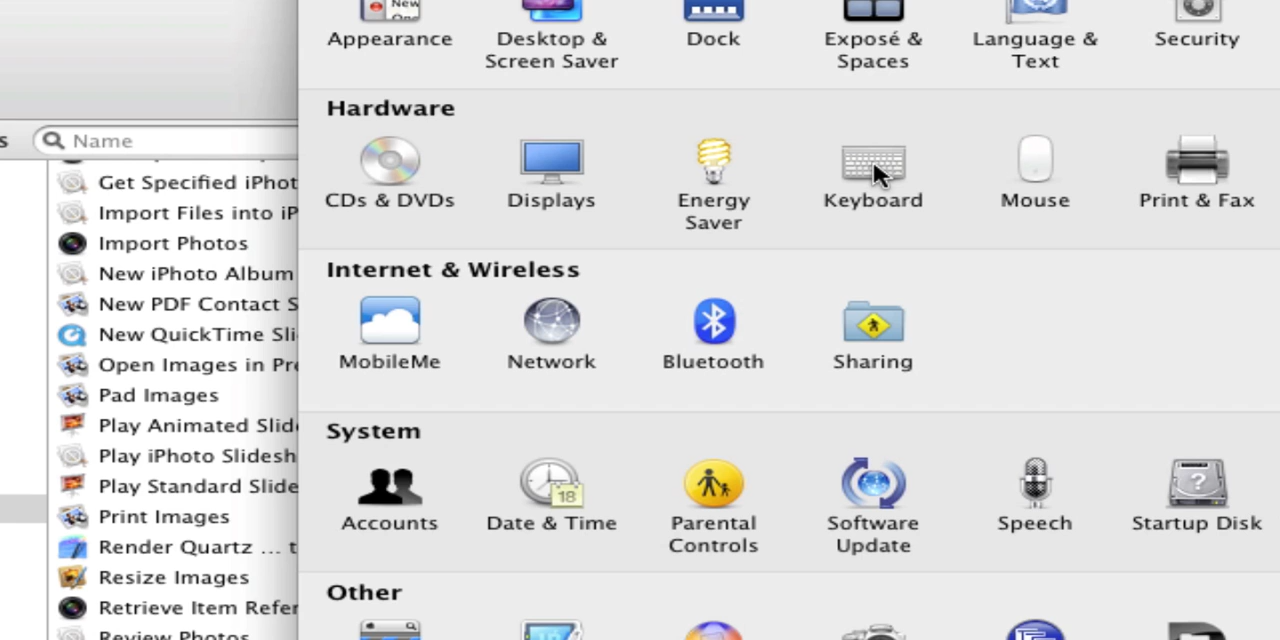 New
One
Appearance
Desktop &
Screen Saver
Dock
Exposé &
Spaces
Language &
Text
Security
Hardware
CDs & DVDs
Displays
Energy
Saver
Keyboard
Mouse
Print & Fax
Internet & Wireless
MobileMe
Network
Bluetooth
Sharing
System
Accounts
18
Date & Time
Parental
Controls
Software
Update
Speech
?
Startup Disk
Other
s
Name
Get Specified iPhot
Import Files into iP
Import Photos
New iPhoto Album
New PDF Contact S
New QuickTime Sli
Open Images in Pre
Pad Images
Play Animated Slid
Play iPhoto Slidesh
Play Standard Slide
Print Images
Render Quartz ... t
Resize Images
Retrieve Item Refer
Review Photos